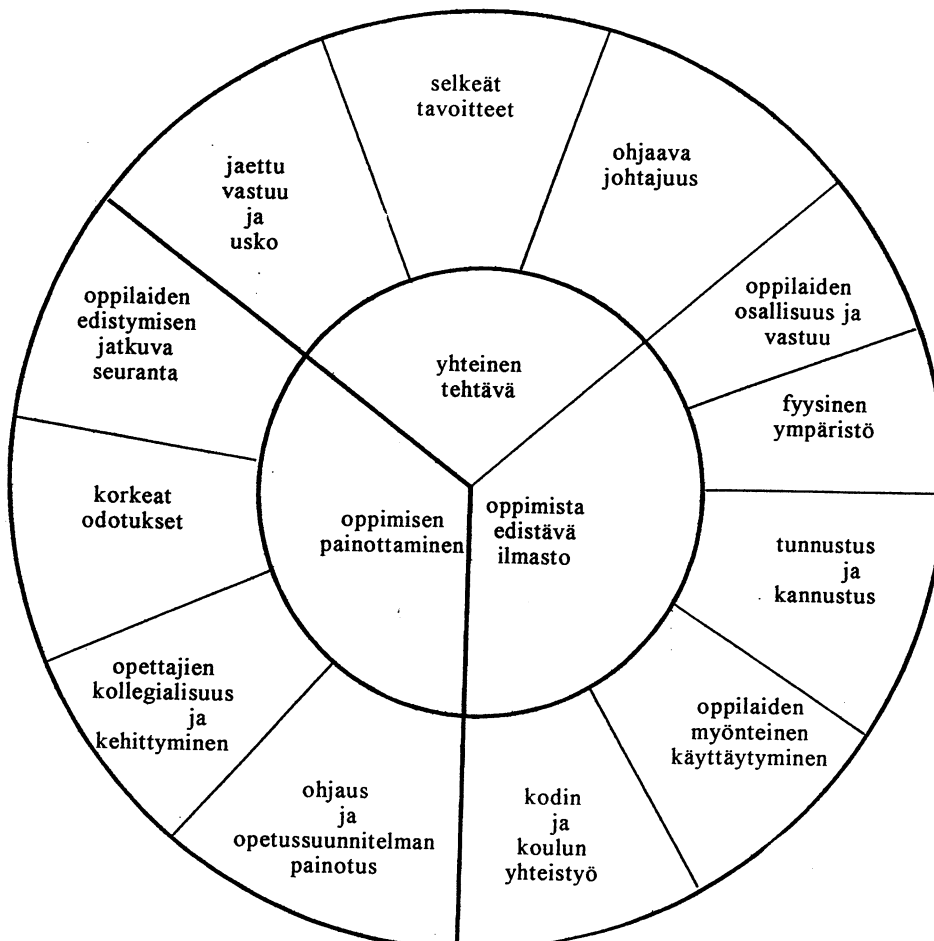 selkeät
tavoitteet
ohjaava
johtajuus
jaettu
vastuu
ja
usko
oppilaiden
osallisuus ja
vastuu
oppilaiden
edistymisen
jatkuva
seuranta
yhteinen
tehtävä
fyysinen
ympäristö
korkeat
odotukset
oppimisen
painottaminen
oppimista
edistävä
ilmasto
tunnustus
ja
kannustus
opettajien
kollegialisuus
ja
kehittyminen
oppilaiden
myönteinen
käyttäytyminen
ohjaus
ja
opetussuunnitelman
painotus
kodin
ja
koulun
yhteistyö